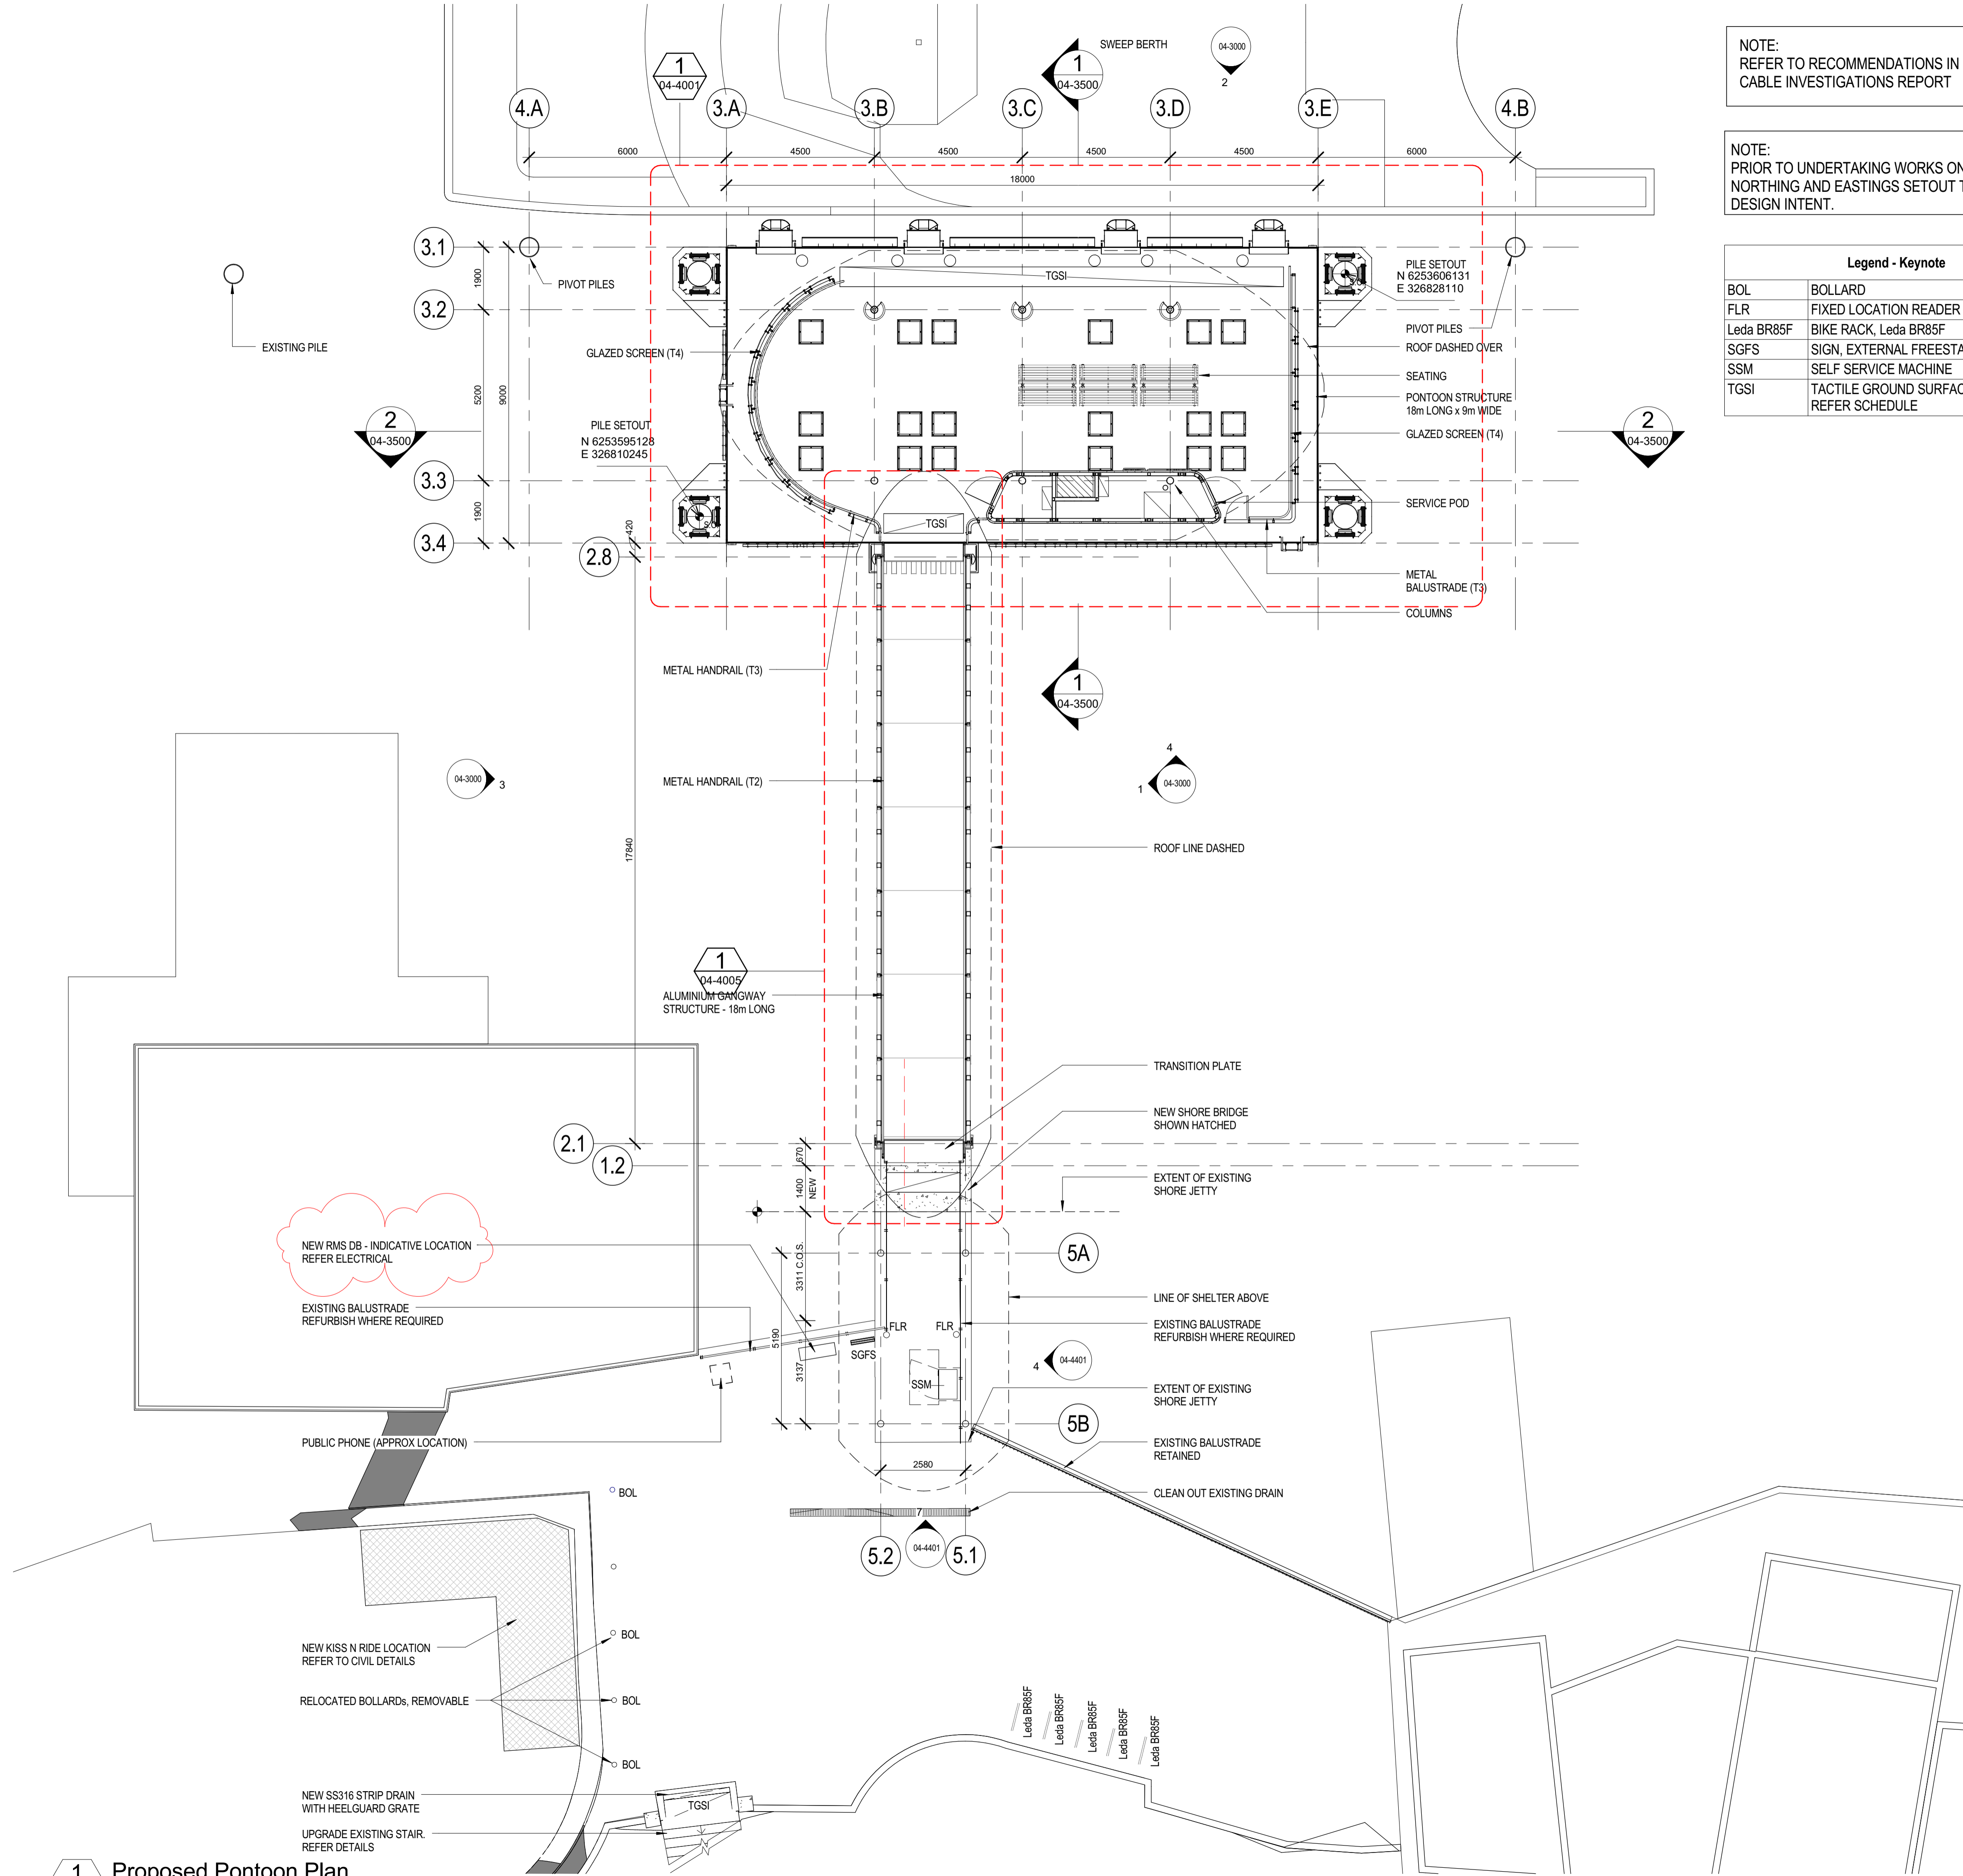 SWEEP BERTH
1
04-4001
1
04-3500
04-3000
2
4.A
3.A
3.B
3.C
3.D
3.E
4.B
6000
4500
4500
4500
4500
6000
18000
NOTE:
REFER TO RECOMMENDATIONS IN
CABLE INVESTIGATIONS REPORT
NOTE:
PRIOR TO UNDERTAKING WORKS ON
NORTHING AND EASTINGS SETOUT
DESIGN INTENT.
Legend - Keynote
BOL BOLLARD
FLR FIXED LOCATION READER
Leda BR85F BIKE RACK, Leda BR85F
SGFS SIGN, EXTERNAL
SSM SELF SERVICE MACHINE
TGSI TACTILE GROUND
REFER SCHEDULE
3.1
3.2
3.3
3.4
2.8
1900
5200
9000
1900
420
EXISTING PILE
PIVOT PILES
GLAZED SCREEN (T4)
PILE SETOUT
N 6253595128
E 326810245
2
04-3500
TGSI
TGSI
PILE SETOUT
N 6253606131
E 326828110
PIVOT PILES
ROOF DASHED OVER
SEATING
PONTOON STRUCTURE
18m LONG x 9m WIDE
GLAZED SCREEN (T4)
2
04-3500
SERVICE POD
METAL
BALUSTRADE (T3)
COLUMNS
METAL HANDRAIL (T3)
1
04-3500
04-3000
3
METAL HANDRAIL (T2)
4
1
04-3000
17840
ROOF LINE DASHED
1
04-4005
ALUMINIUM GANGWAY
STRUCTURE - 18m LONG
TRANSITION PLATE
NEW SHORE BRIDGE
SHOWN HATCHED
2.1
1.2
670
1400
NEW
EXTENT OF EXISTING
SHORE JETTY
NEW RMS DB - INDICATIVE LOCATION
REFER ELECTRICAL
3311 C.O.S.
5A
LINE OF SHELTER ABOVE
EXISTING BALUSTRADE
REFURBISH WHERE REQUIRED
FLR
FLR
EXISTING BALUSTRADE
REFURBISH WHERE REQUIRED
5190
3137
SGFS
SSM
4
04-4401
EXTENT OF EXISTING
SHORE JETTY
5B
PUBLIC PHONE (APPROX LOCATION)
EXISTING BALUSTRADE
RETAINED
2580
CLEAN OUT EXISTING DRAIN
BOL
7
04-4401
5.2
5.1
BOL
NEW KISS N RIDE LOCATION
REFER TO CIVIL DETAILS
RELOCATED BOLLARDs, REMOVABLE
BOL
BOL
Leda BR85F
Leda BR85F
Leda BR85F
Leda BR85F
Leda BR85F
NEW SS316 STRIP DRAIN
WITH HEELGUARD GRATE
TGSI
UPGRADE EXISTING STAIR.
REFER DETAILS
1
Proposed Pontoon Plan